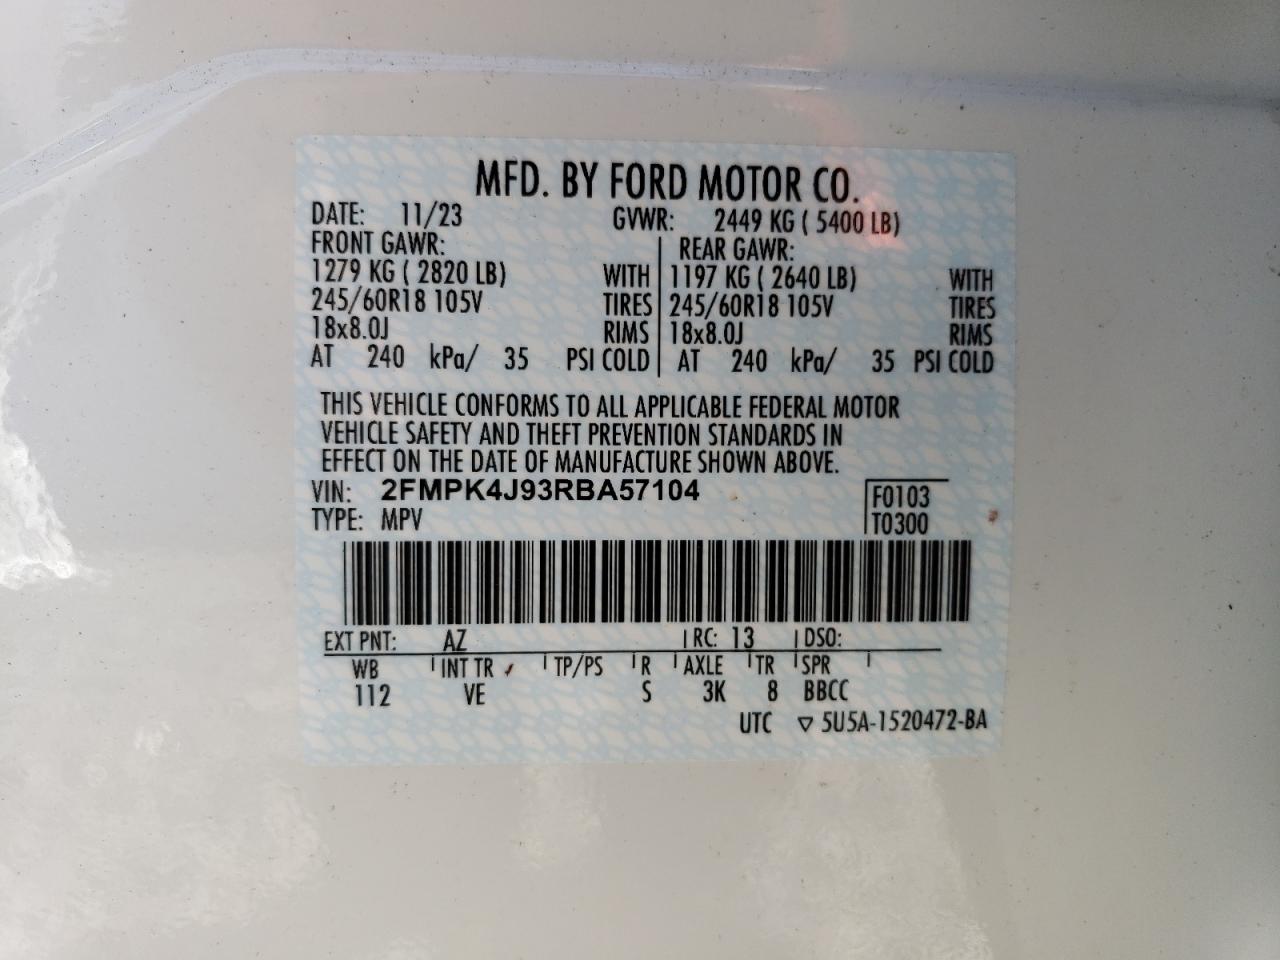 MFD. BY FORD MOTOR CO.
DATE: 11/23 GVWR: 2449 KG ( 5400 LB)
FRONT GAWR: REAR GAWR:
1279 KG ( 2820 LB) WITH 1197 KG ( 2640 LB) WITH
245/60R18 105V TIRES 245/60R18 105V TIRES
18x8.0J RIMS 18x8.0J RIMS
AT 240 kPa/ 35 PSI COLD AT 240 kPa/ 35 PSI COLD
THIS VEHICLE CONFORMS TO ALL APPLICABLE FEDERAL MOTOR
VEHICLE SAFETY AND THEFT PREVENTION STANDARDS IN
EFFECT ON THE DATE OF MANUFACTURE SHOWN ABOVE.
VIN: 2FMPK4J93RBA57104 F0103
TYPE: MPV T0300
EXT PNT: AZ RC: 13 DSO:
WB INT TR TP/PS R AXLE TR SPR
112 VE S 3K 8 BBCC
UTC ▽ 5U5A-1520472-BA